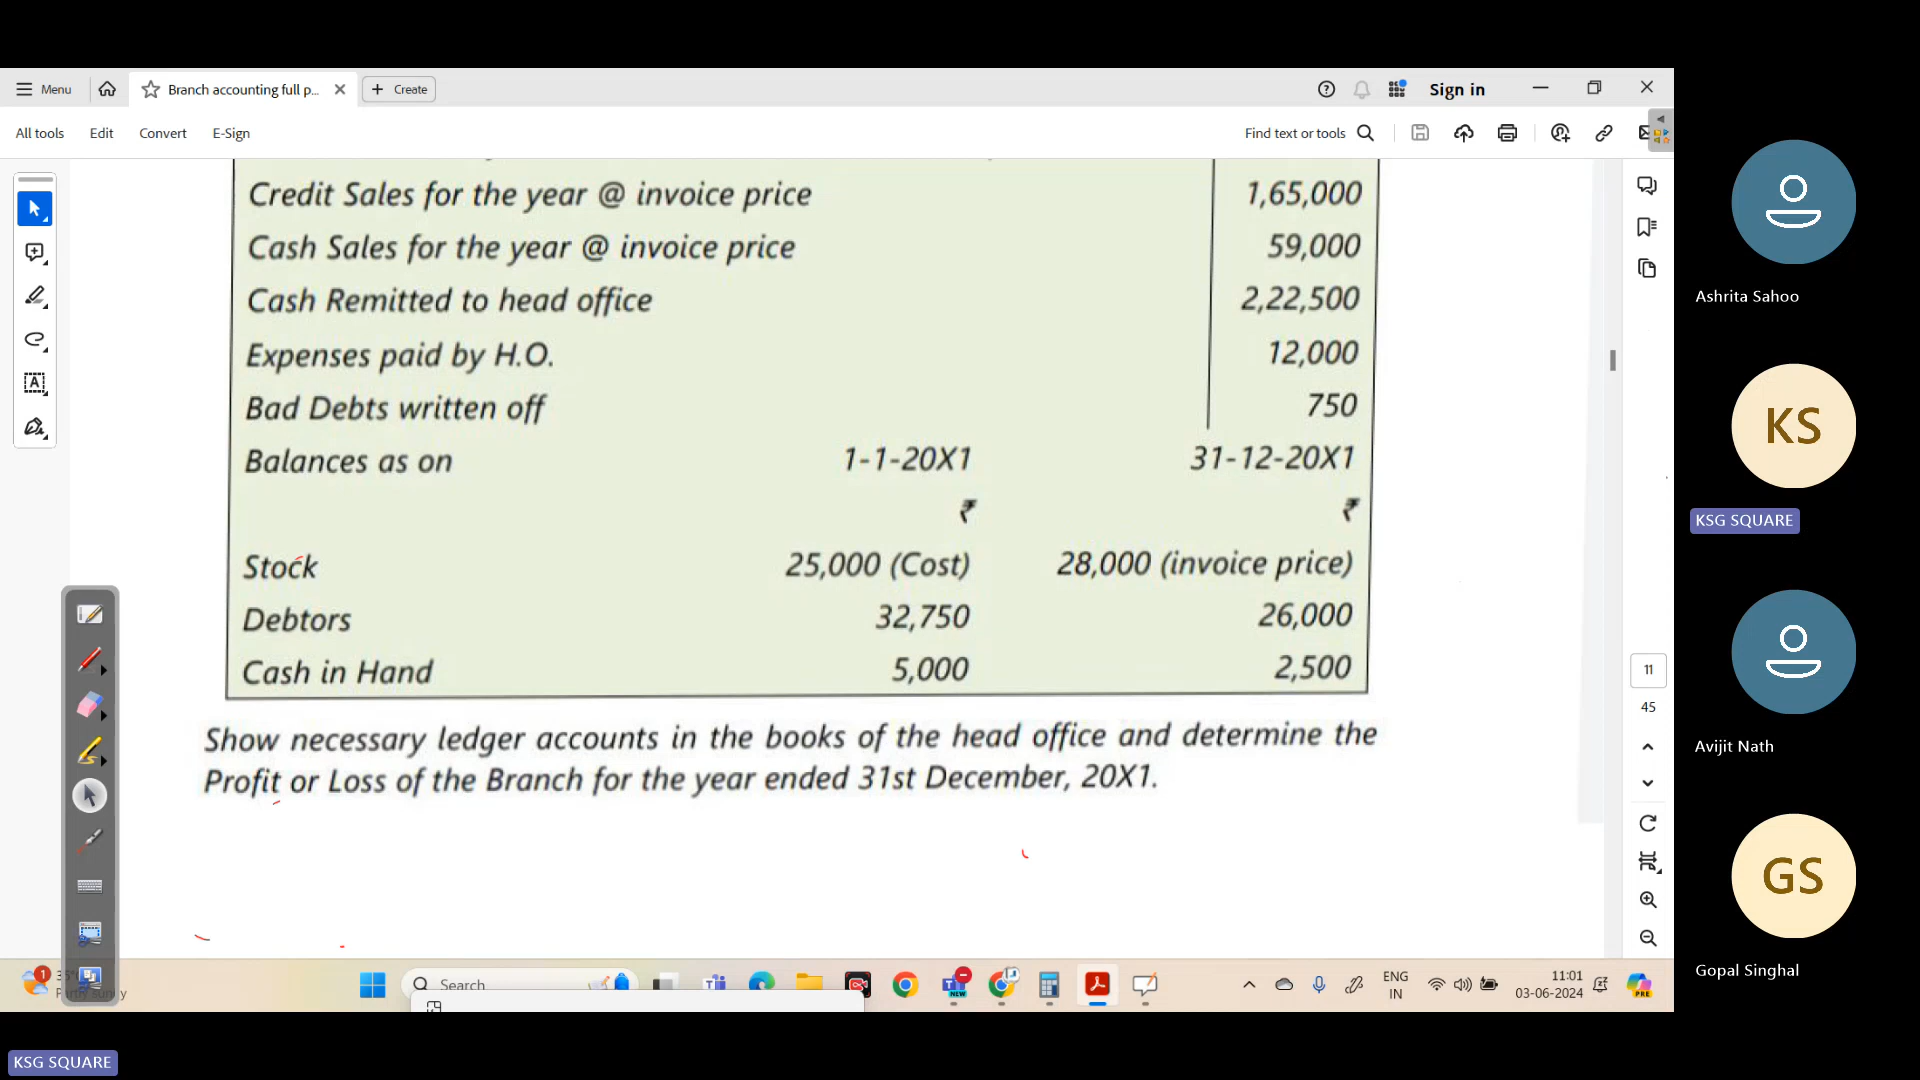 Menu
Branch accounting full p...
Create
Sign in
All tools
Edit
Convert
E-Sign
Find text or tools
Credit Sales for the year @ invoice price 1,65,000
Cash Sales for the year @ invoice price 59,000
Cash Remitted to head office 2,22,500
Expenses paid by H.O. 12,000
Bad Debts written off 750
Balances as on 1-1-20X1 31-12-20X1
₹ ₹
Stock 25,000 (Cost) 28,000 (invoice price)
Debtors 32,750 26,000
Cash in Hand 5,000 2,500
Show necessary ledger accounts in the books of the head office and determine the
Profit or Loss of the Branch for the year ended 31st December, 20X1.
11
45
Ashrita Sahoo
KS
KSG SQUARE
Avijit Nath
GS
Gopal Singhal
1
Search
NEW
ENG
IN
11:01
03-06-2024
PRE
KSG SQUARE